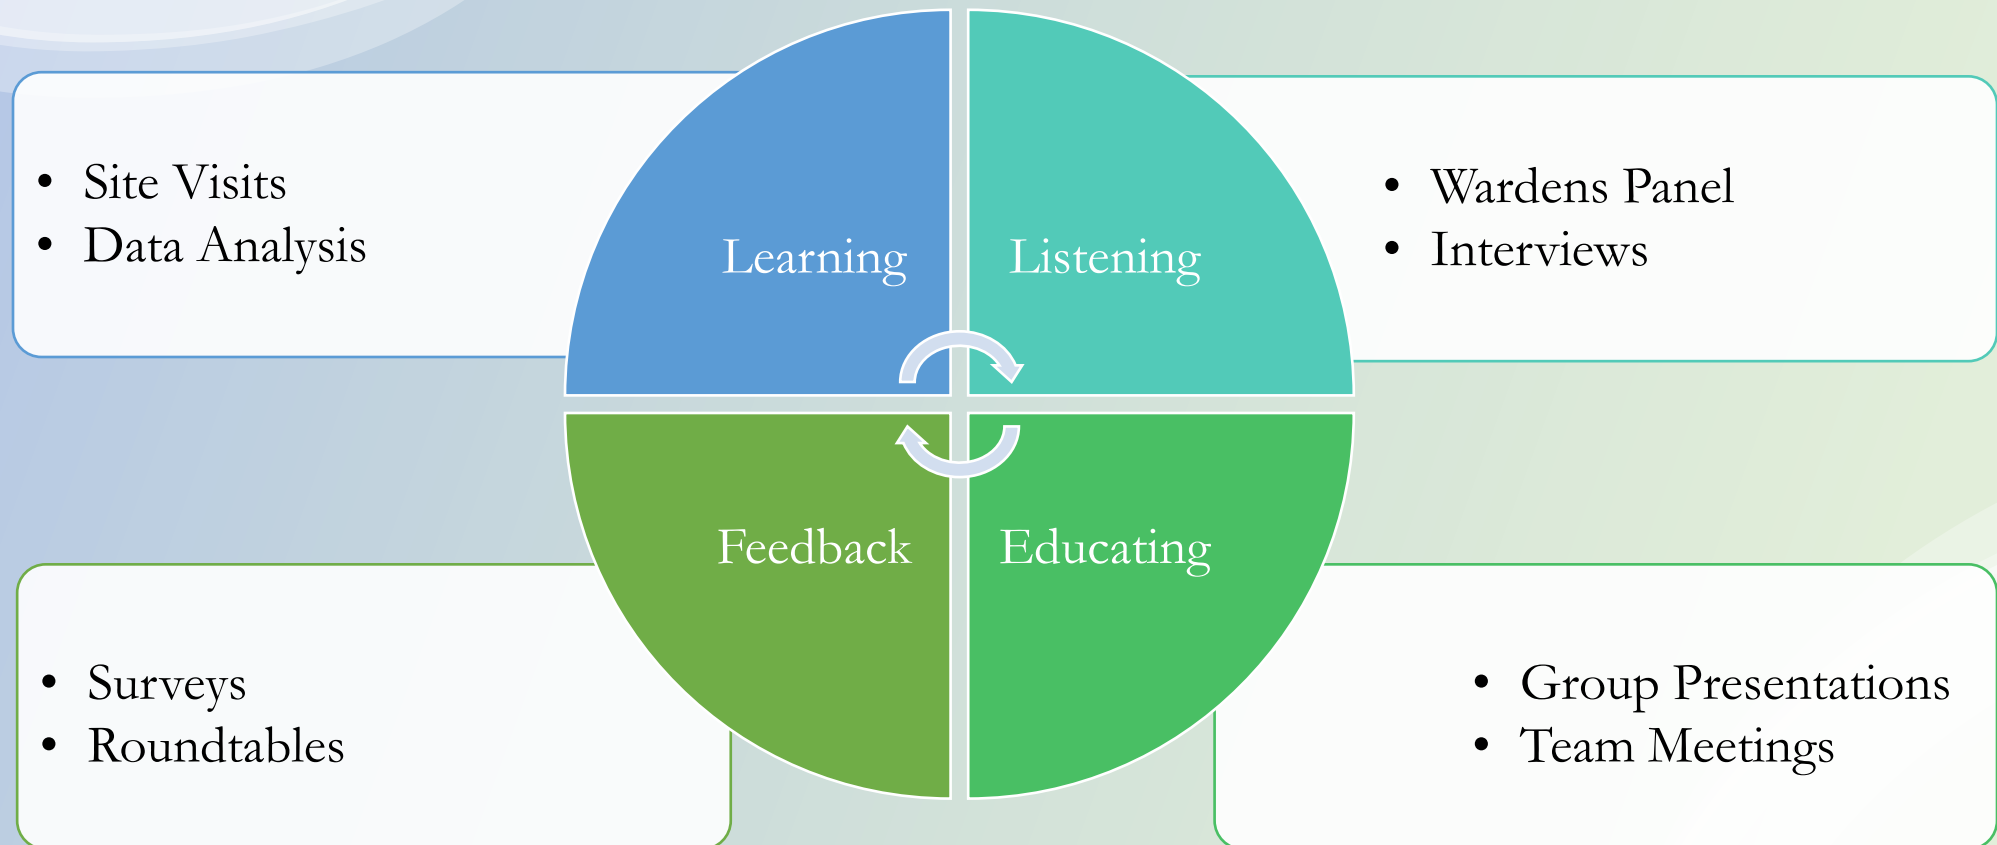 • Site Visits
• Data Analysis
Learning
Listening
• Wardens Panel
• Interviews
Feedback
Educating
• Surveys
• Roundtables
• Group Presentations
• Team Meetings